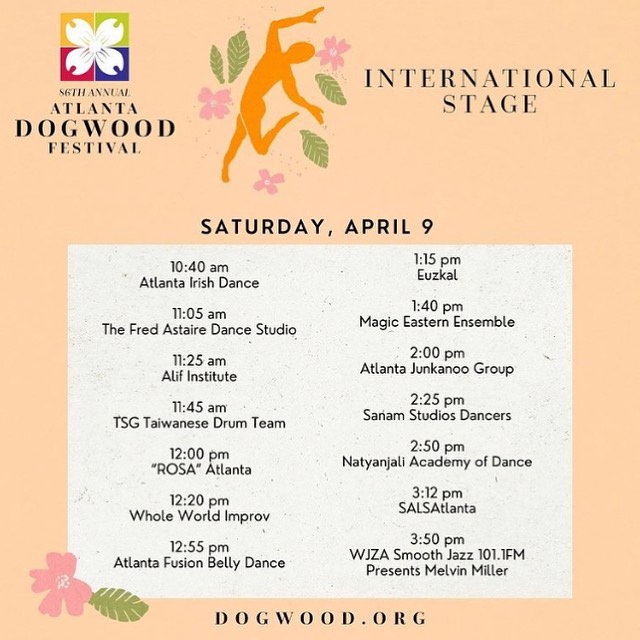 86TH ANNUAL
ATLANTA
DOGWOOD
FESTIVAL
INTERNATIONAL
STAGE
SATURDAY, APRIL 9
10:40 am
Atlanta Irish Dance
11:05 am
The Fred Astaire Dance Studio
11:25 am
Alif Institute
11:45 am
TSG Taiwanese Drum Team
12:00 pm
“ROSA” Atlanta
12:20 pm
Whole World Improv
12:55 pm
Atlanta Fusion Belly Dance
1:15 pm
Euzkal
1:40 pm
Magic Eastern Ensemble
2:00 pm
Atlanta Junkanoo Group
2:25 pm
Sanam Studios Dancers
2:50 pm
Natyanjali Academy of Dance
3:12 pm
SALSAtlanta
3:50 pm
WJZA Smooth Jazz 101.1FM
Presents Melvin Miller
DOGWOOD.ORG